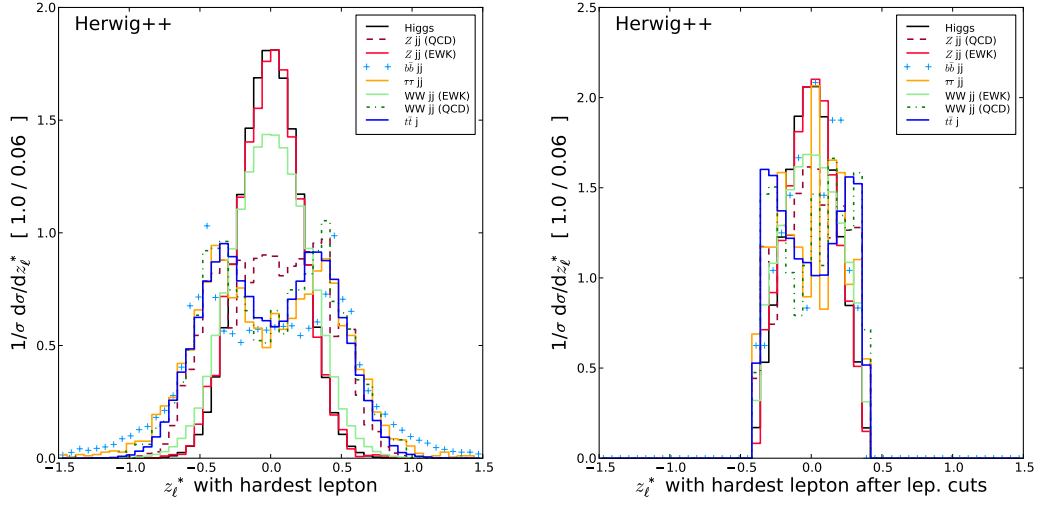 Herwig++
Higgs
Z jj (QCD)
Z jj (EWK)
bb̄ jj
ττ jj
WW jj (EWK)
WW jj (QCD)
tt̄ j
2.0
1.5
1.0
0.5
0.0
1/σ dσ/dz*ℓ [ 1.0 / 0.06 ]
−1.5 −1.0 −0.5 0.0 0.5 1.0 1.5
z*ℓ with hardest lepton
Herwig++
Higgs
Z jj (QCD)
Z jj (EWK)
bb̄ jj
ττ jj
WW jj (EWK)
WW jj (QCD)
tt̄ j
2.5
2.0
1.5
1.0
0.5
0.0
1/σ dσ/dz*ℓ [ 1.0 / 0.06 ]
−1.5 −1.0 −0.5 0.0 0.5 1.0 1.5
z*ℓ with hardest lepton after lep. cuts